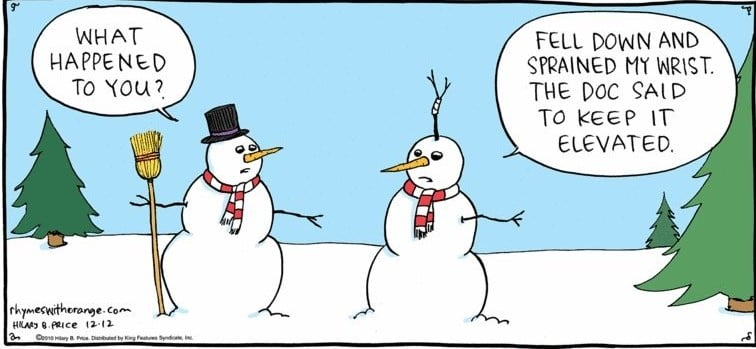 WHAT
HAPPENED
TO YOU?
FELL DOWN AND
SPRAINED MY WRIST.
THE DOC SAID
TO KEEP IT
ELEVATED.
rhymeswithorange.com
HILARY B. PRICE 12·12
©2010 Hilary B. Price. Distributed by King Features Syndicate, Inc.